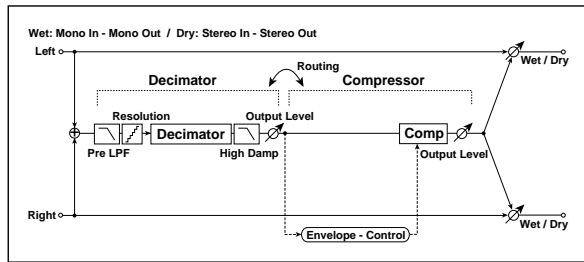 Wet: Mono In - Mono Out / Dry: Stereo In - Stereo Out
Left
Wet / Dry
Routing
Decimator
Compressor
Resolution
Output Level
Decimator
Comp
Pre LPF
High Damp
Output Level
Right
Wet / Dry
Envelope - Control